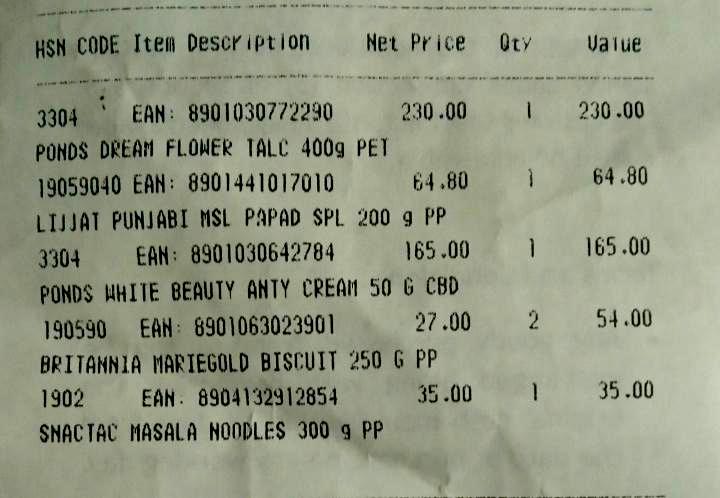 HSN CODE Item Description Net Price Qty Value
3304 EAN: 8901030772290 230.00 1 230.00
PONDS DREAM FLOWER TALC 400g PET
19059040 EAN: 8901441017010 64.80 1 64.80
LIJJAT PUNJABI MSL PAPAD SPL 200 g PP
3304 EAN: 8901030642784 165.00 1 165.00
PONDS WHITE BEAUTY ANTY CREAM 50 G CBD
190590 EAN: 8901063023901 27.00 2 54.00
BRITANNIA MARIEGOLD BISCUIT 250 G PP
1902 EAN: 8904132912854 35.00 1 35.00
SNACTAC MASALA NOODLES 300 g PP